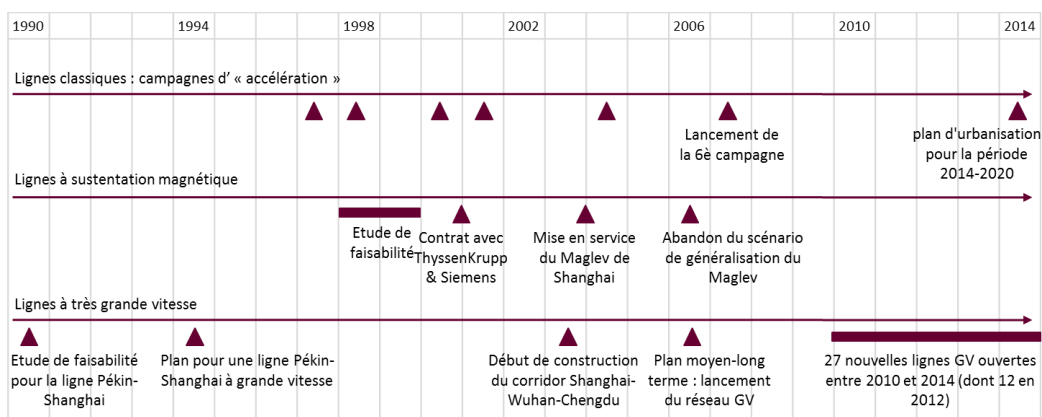 1990 1994 1998 2002 2006 2010 2014
Lignes classiques : campagnes d’ « accélération »
Lancement de
la 6è campagne
plan d'urbanisation
pour la période
2014-2020
Lignes à sustentation magnétique
Etude de
faisabilité
Contrat avec
ThyssenKrupp
& Siemens
Mise en service
du Maglev de
Shanghai
Abandon du scénario
de généralisation du
Maglev
Lignes à très grande vitesse
Etude de faisabilité
pour la ligne Pékin-
Shanghai
Plan pour une ligne Pékin-
Shanghai à grande vitesse
Début de construction
du corridor Shanghai-
Wuhan-Chengdu
Plan moyen-long
terme : lancement
du réseau GV
27 nouvelles lignes GV ouvertes
entre 2010 et 2014 (dont 12 en
2012)